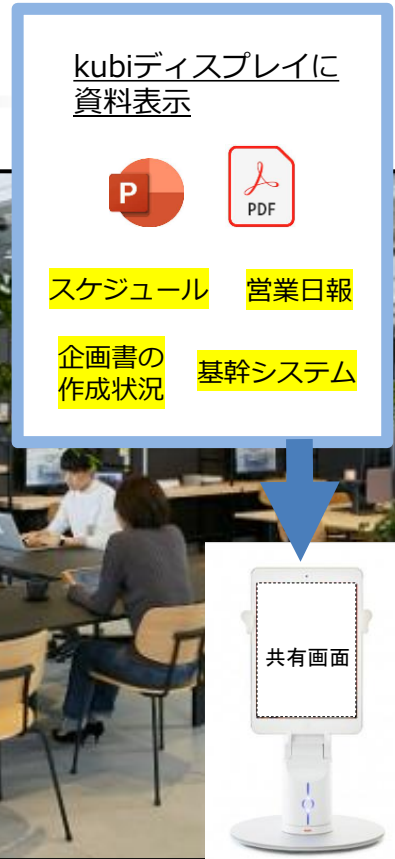 kubiディスプレイに
資料表示
P
PDF
スケジュール
営業日報
企画書の
作成状況
基幹システム
共有画面